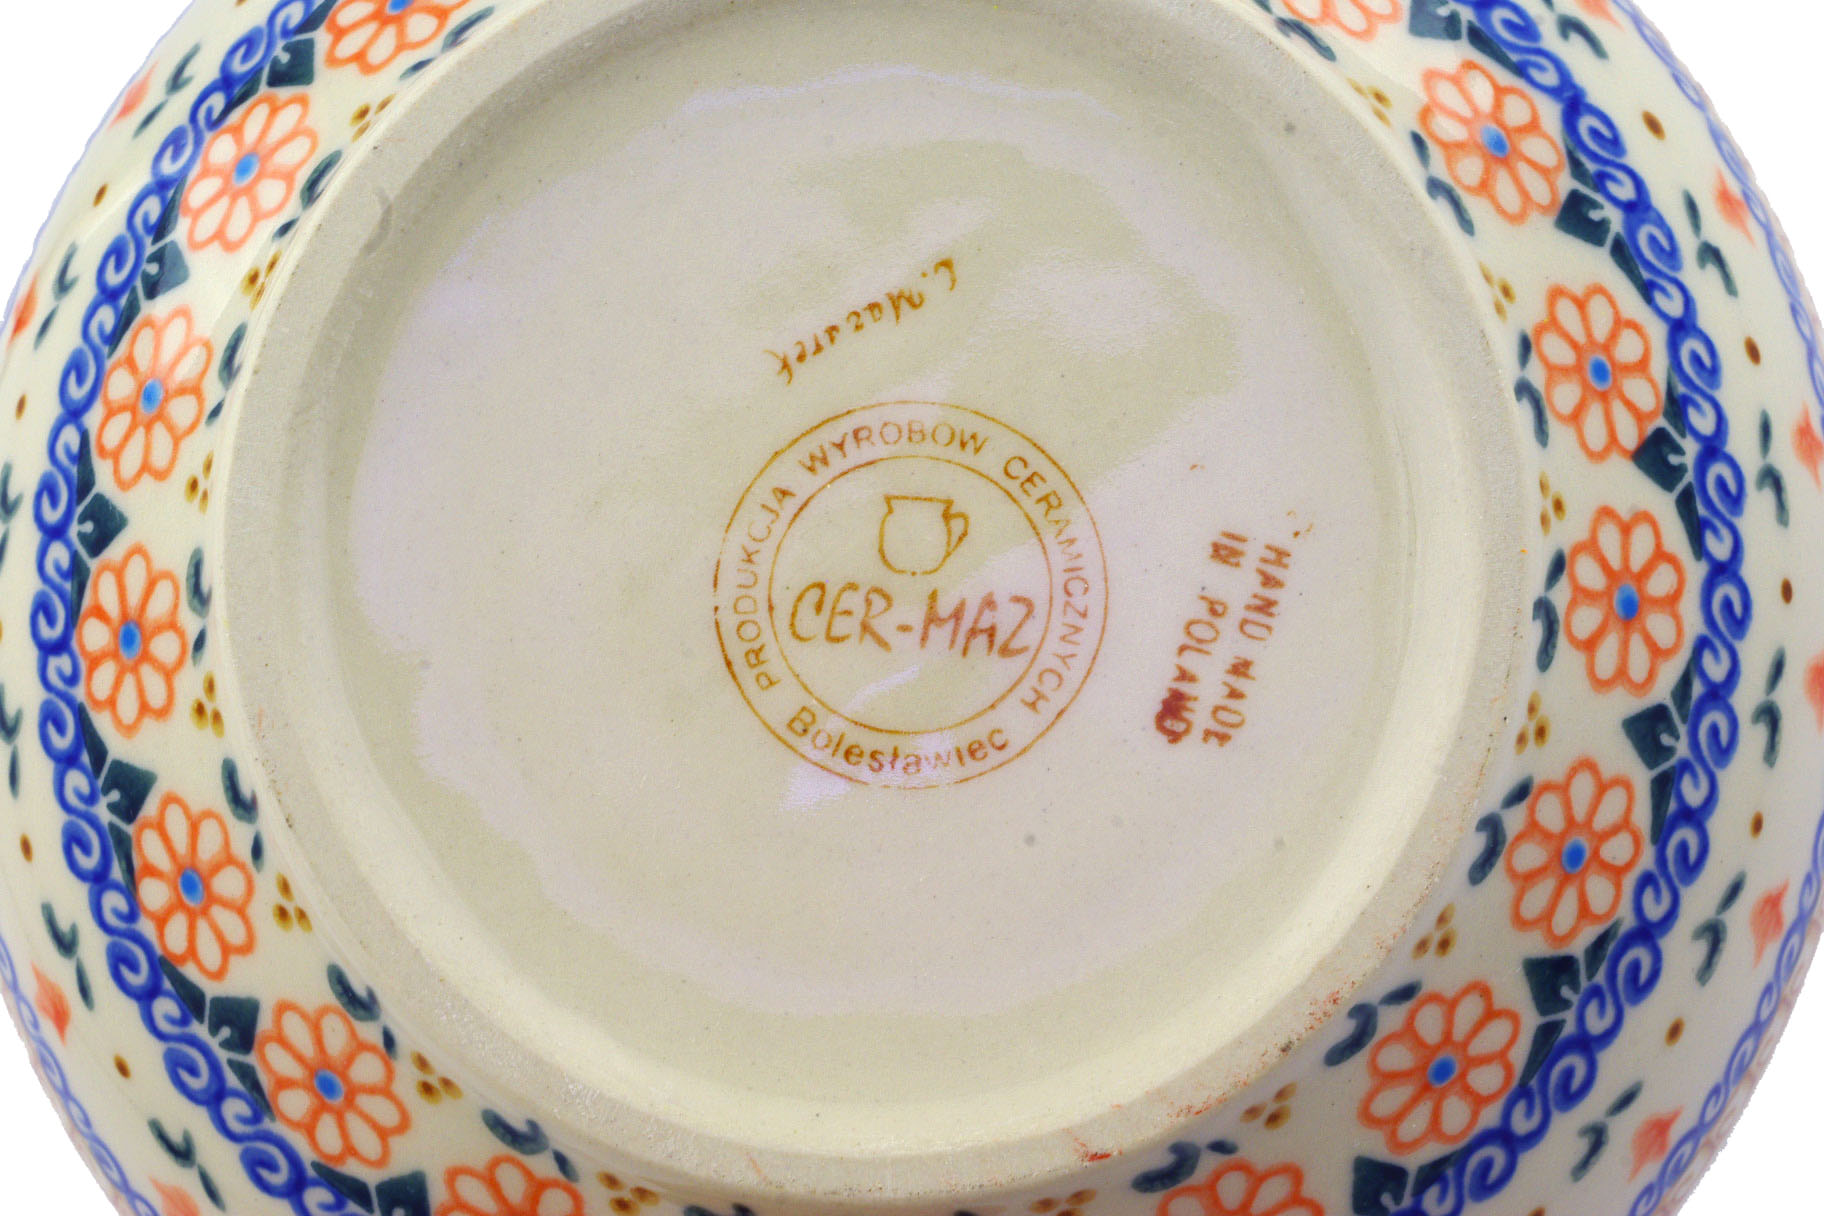 C. Mazurek
PRODUKCJA WYROBOW CERAMICZNYCH
CER-MAZ
Bolesławiec
HAND MADE
IN POLAND